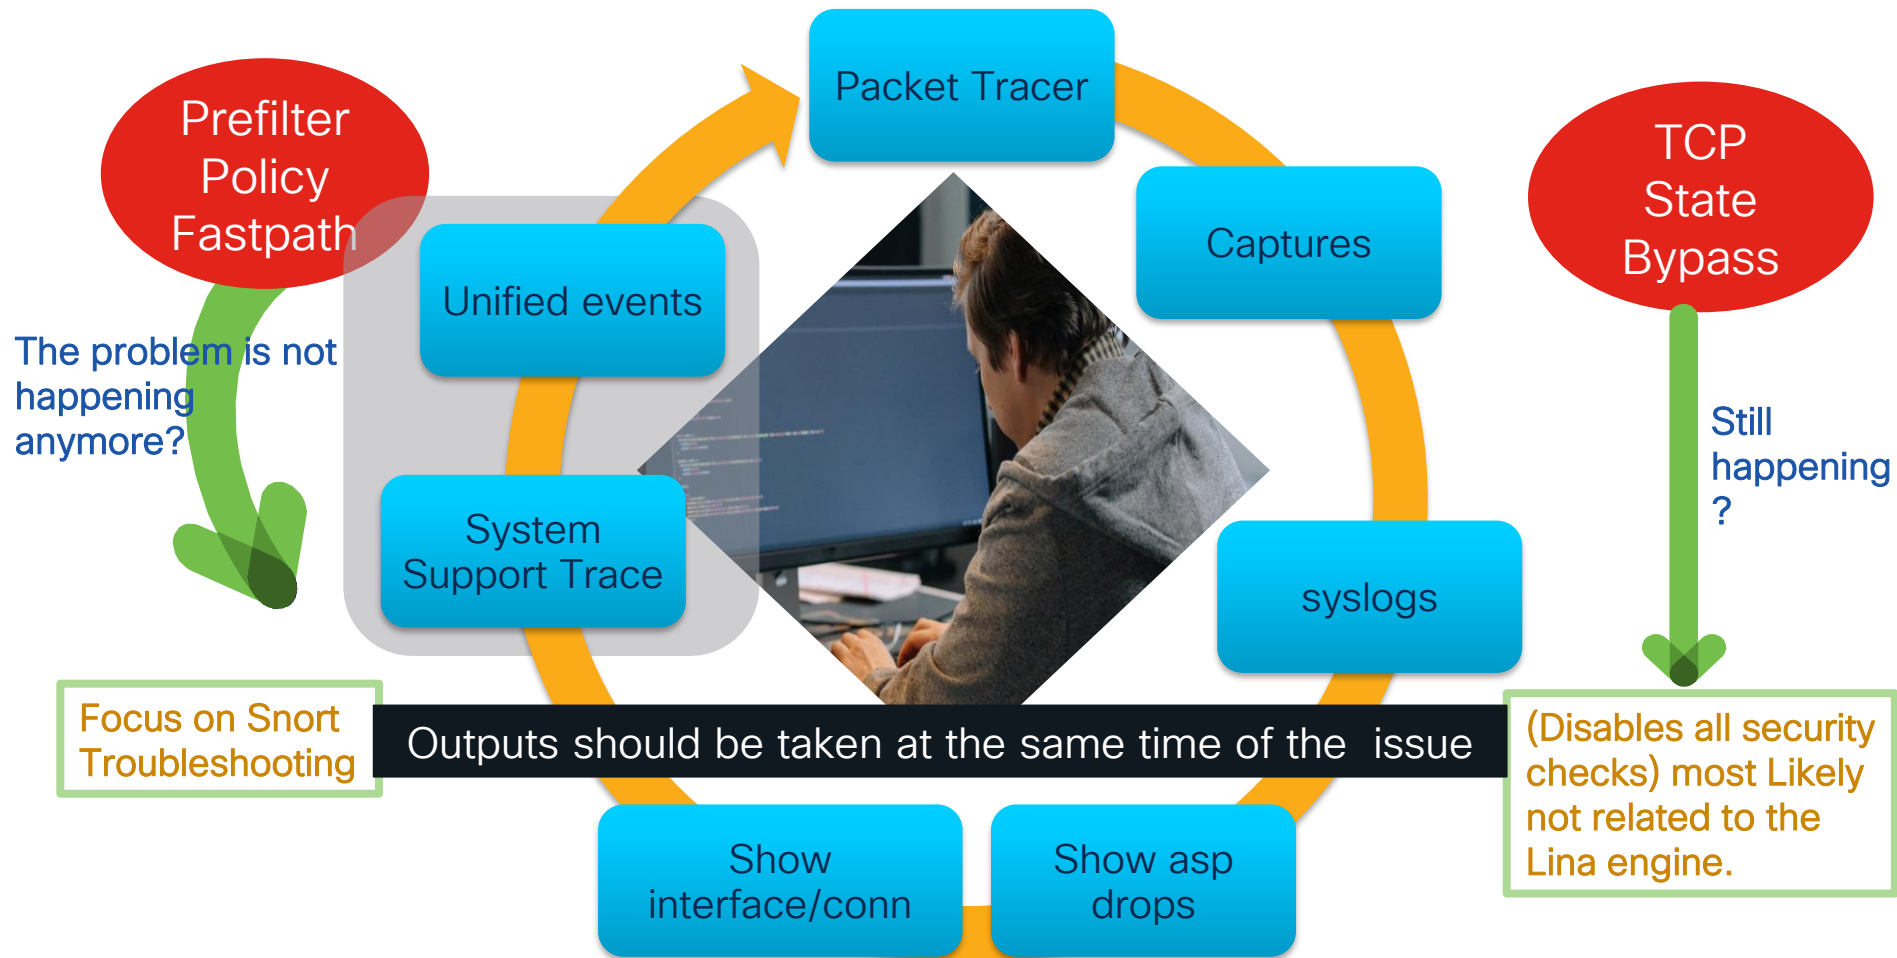 Packet Tracer
Prefilter
Policy
Fastpath
TCP
State
Bypass
Captures
Unified events
The problem is not
happening
anymore?
Still
happening
?
System
Support Trace
syslogs
Focus on Snort
Troubleshooting
Outputs should be taken at the same time of the issue
(Disables all security
checks) most Likely
not related to the
Lina engine.
Show
interface/conn
Show asp
drops